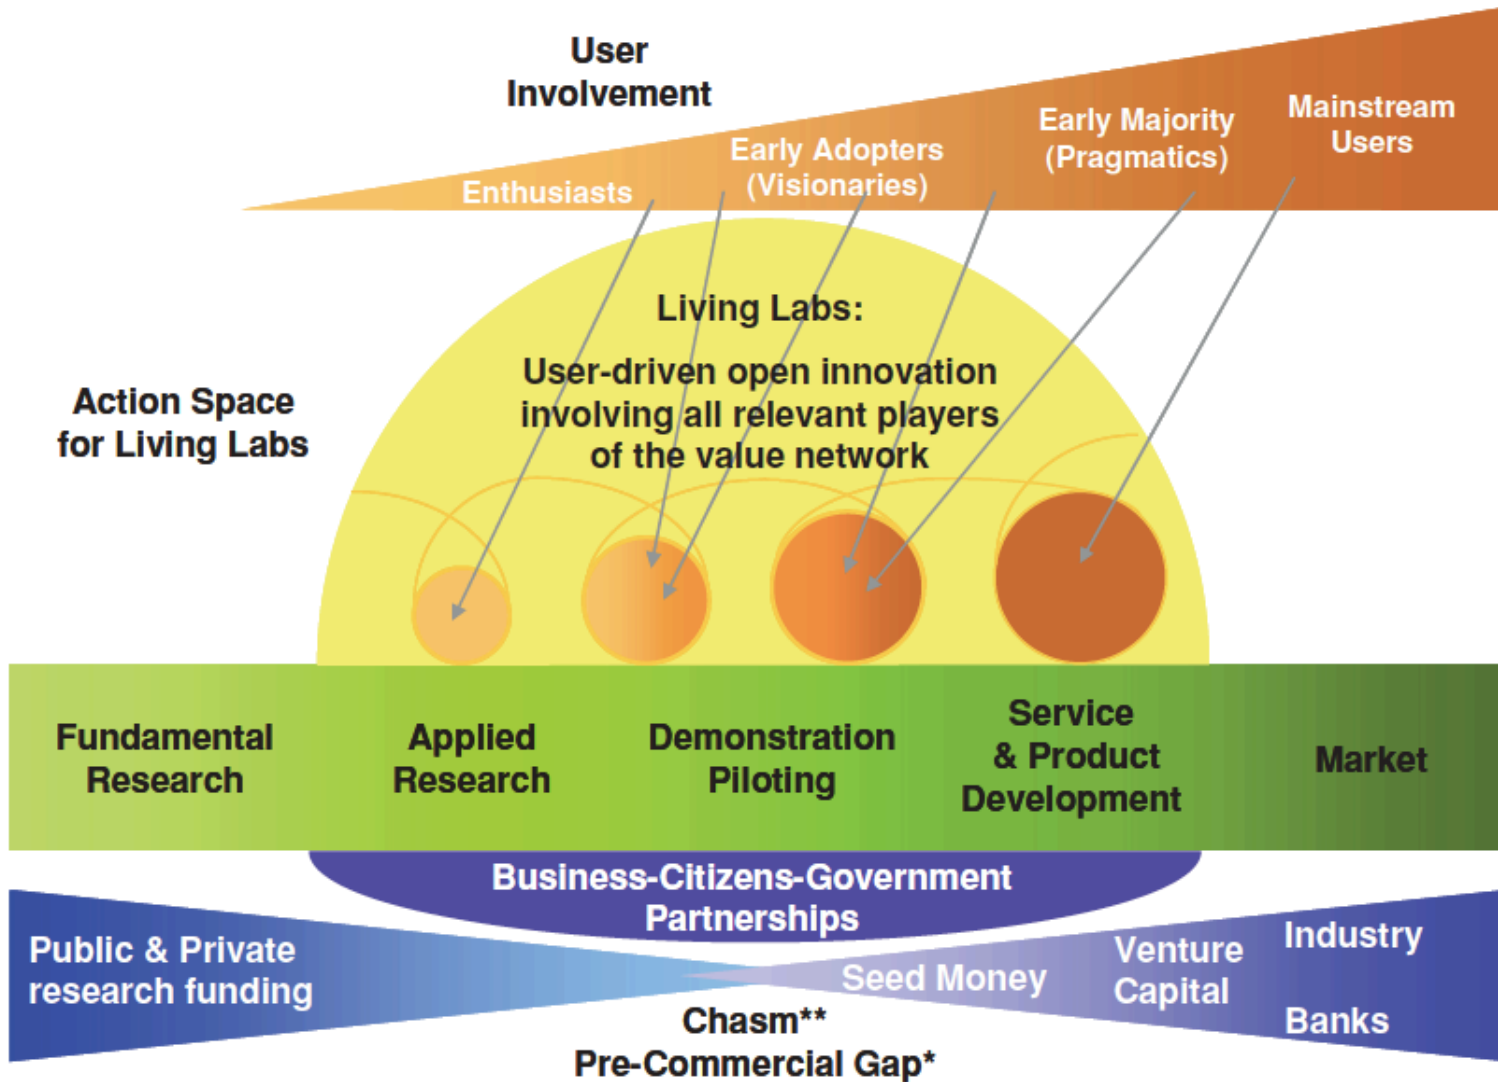 User
Involvement
Enthusiasts
Early Adopters
(Visionaries)
Early Majority
(Pragmatics)
Mainstream
Users
Action Space
for Living Labs
Living Labs:
User-driven open innovation
involving all relevant players
of the value network
Fundamental
Research
Applied
Research
Demonstration
Piloting
Service
& Product
Development
Market
Business-Citizens-Government
Partnerships
Public & Private
research funding
Seed Money
Venture
Capital
Industry
Banks
Chasm**
Pre-Commercial Gap*